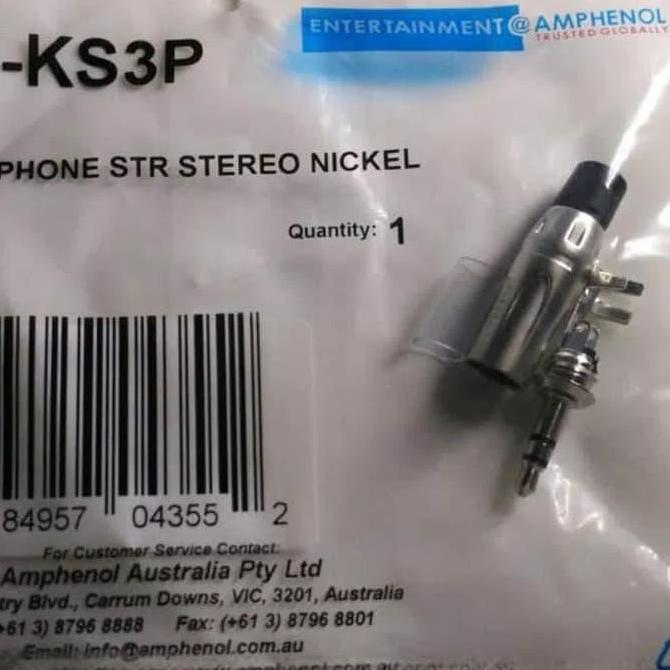 ENTERTAINMENT@AMPHENOL
TRUSTED GLOBALLY
-KS3P
PHONE STR STEREO NICKEL
Quantity: 1
84957 04355 2
For Customer Service Contact:
Amphenol Australia Pty Ltd
try Blvd., Carrum Downs, VIC, 3201, Australia
+61 3) 8796 8888 Fax: (+61 3) 8796 8801
Email: info@amphenol.com.au